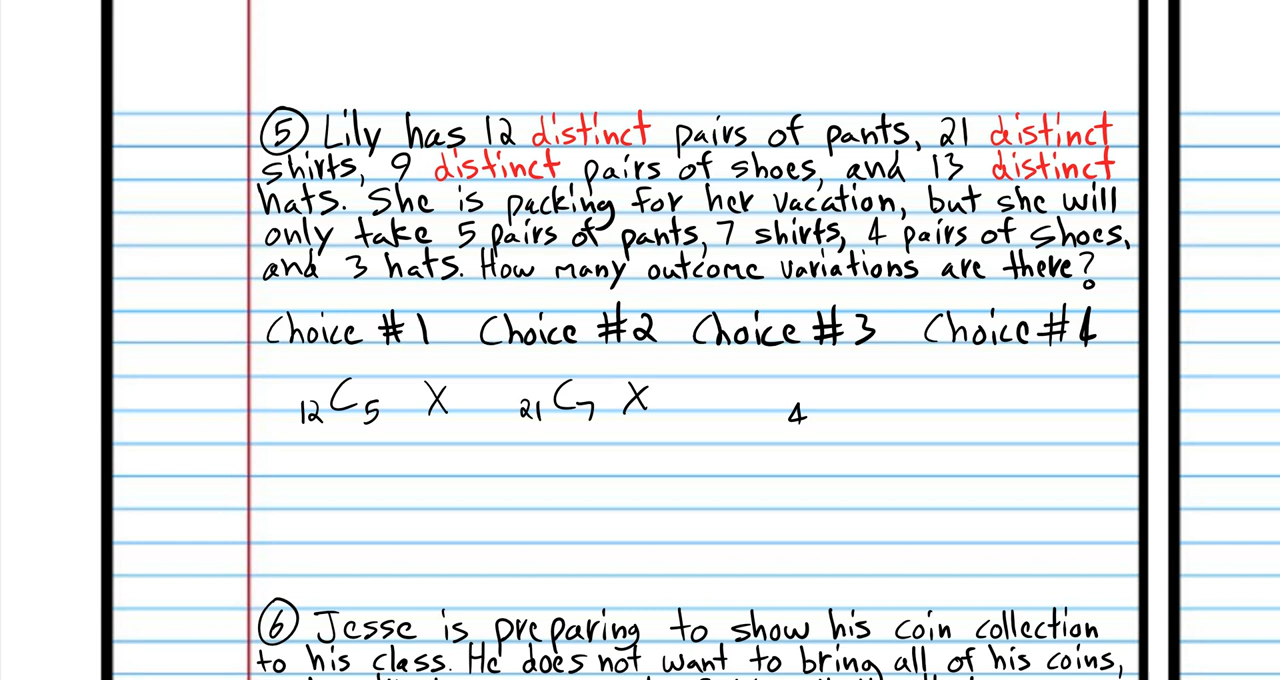 ⑤ Lily has 12 distinct pairs of pants, 21 distinct
shirts, 9 distinct pairs of shoes, and 13 distinct
hats. She is packing for her vacation, but she will
only take 5 pairs of pants, 7 shirts, 4 pairs of shoes,
and 3 hats. How many outcome variations are there?
Choice #1 Choice #2 Choice #3 Choice #4
₁₂C₅ X ₂₁C₇ X 4
⑥ Jesse is preparing to show his coin collection
to his class. He does not want to bring all of his coins,